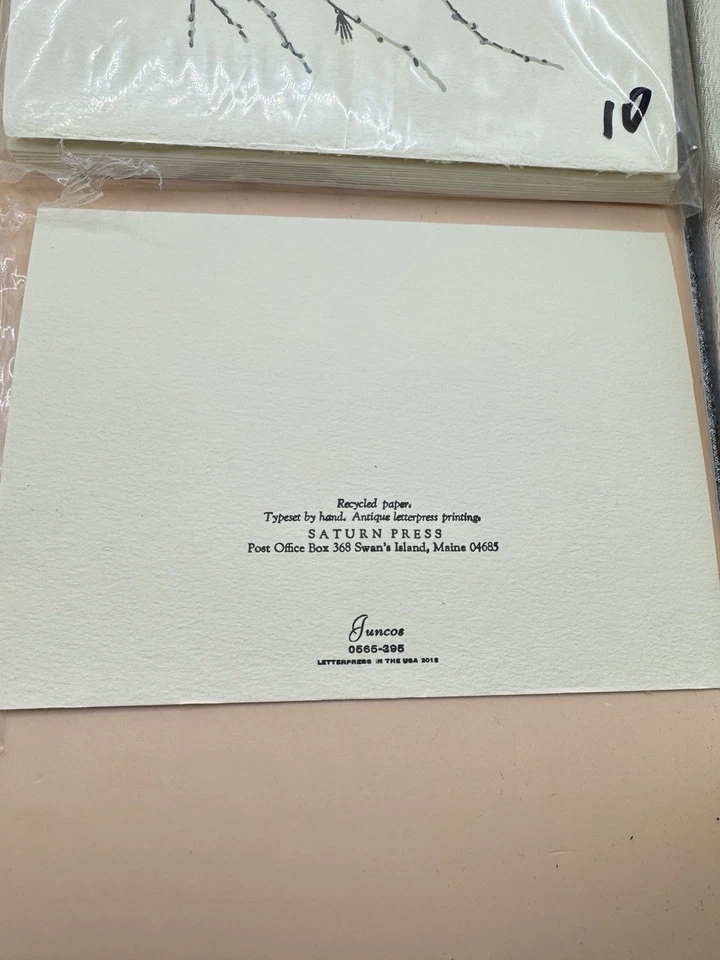 10
Recycled paper.
Typeset by hand. Antique letterpress printing.
SATURN PRESS
Post Office Box 368 Swan's Island, Maine 04685
Juncos
0565-395
LETTERPRESS IN THE USA 2012